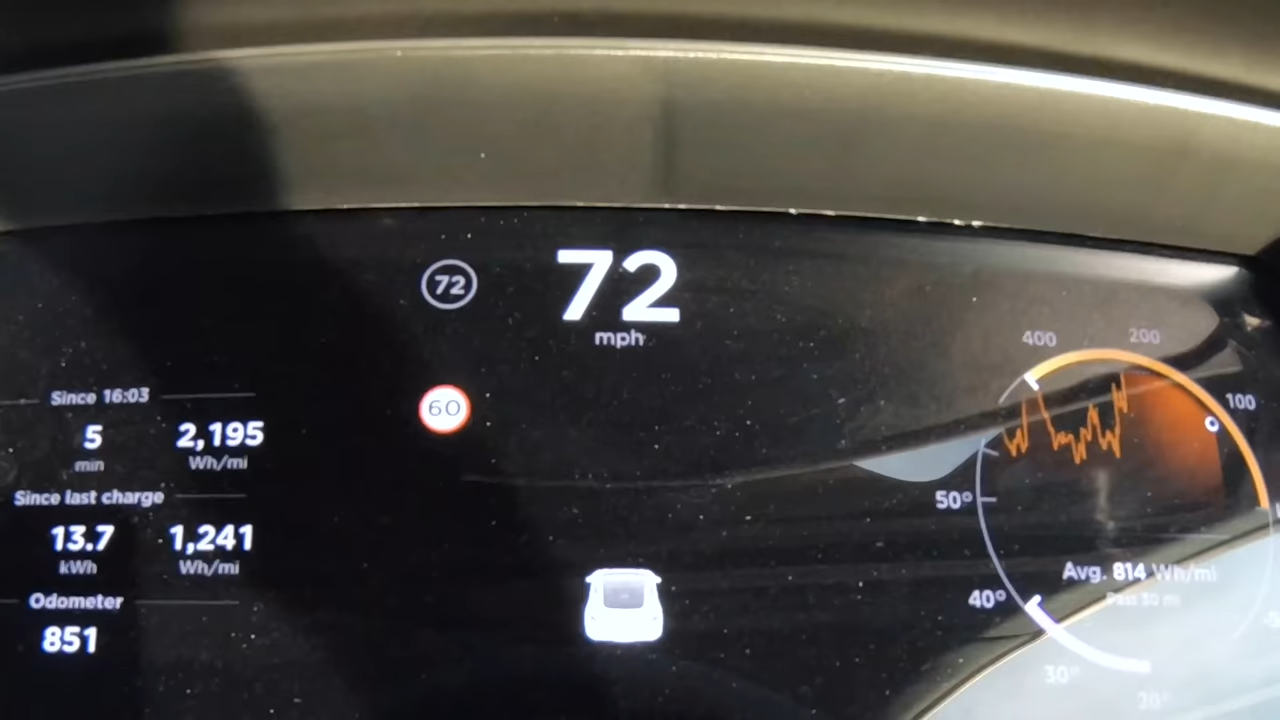 72
72
mph
60
Since 16:03
5 2,195
min Wh/mi
Since last charge
13.7 1,241
kWh Wh/mi
Odometer
851
400 200
100
50°
Avg. 814 Wh/mi
40°
30°
20°